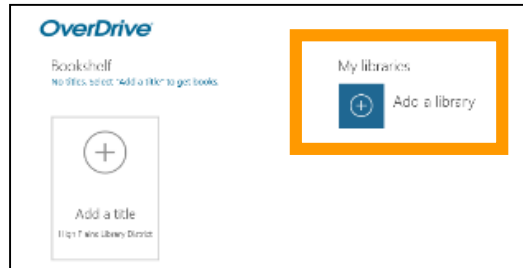 OverDrive
Bookshelf
No titles. Select "Add a title" to get books.
My libraries
Add a library
Add a title
High Plains Library District